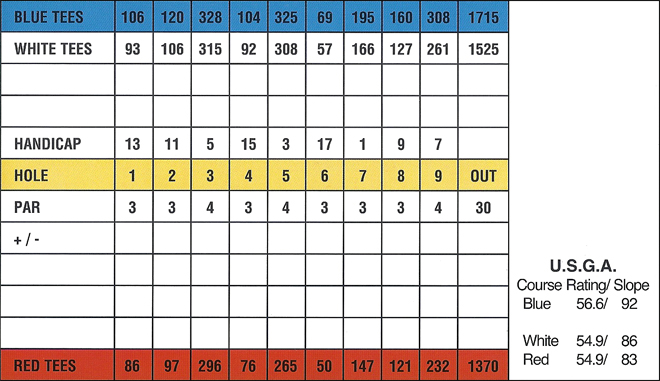 BLUE TEES 106 120 328 104 325 69 195 160 308 1715
WHITE TEES 93 106 315 92 308 57 166 127 261 1525
HANDICAP 13 11 5 15 3 17 1 9 7
HOLE 1 2 3 4 5 6 7 8 9 OUT
PAR 3 3 4 3 4 3 3 3 4 30
+ / -
RED TEES 86 97 296 76 265 50 147 121 232 1370
U.S.G.A.
Course Rating/ Slope
Blue 56.6/ 92
White 54.9/ 86
Red 54.9/ 83